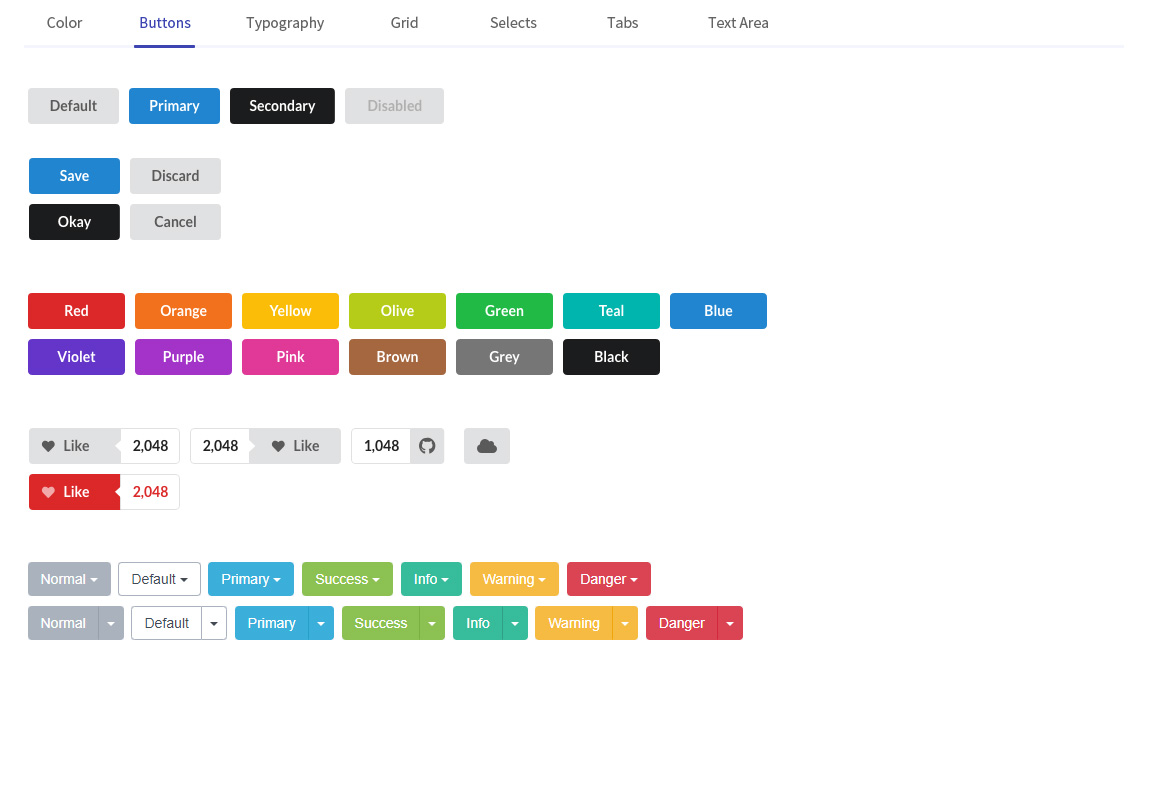 Color Buttons Typography Grid Selects Tabs Text Area
Default Primary Secondary Disabled
Save Discard
Okay Cancel
Red Orange Yellow Olive Green Teal Blue
Violet Purple Pink Brown Grey Black
Like 2,048 2,048 Like 1,048
Like 2,048
Normal Default Primary Success Info Warning Danger
Normal Default Primary Success Info Warning Danger